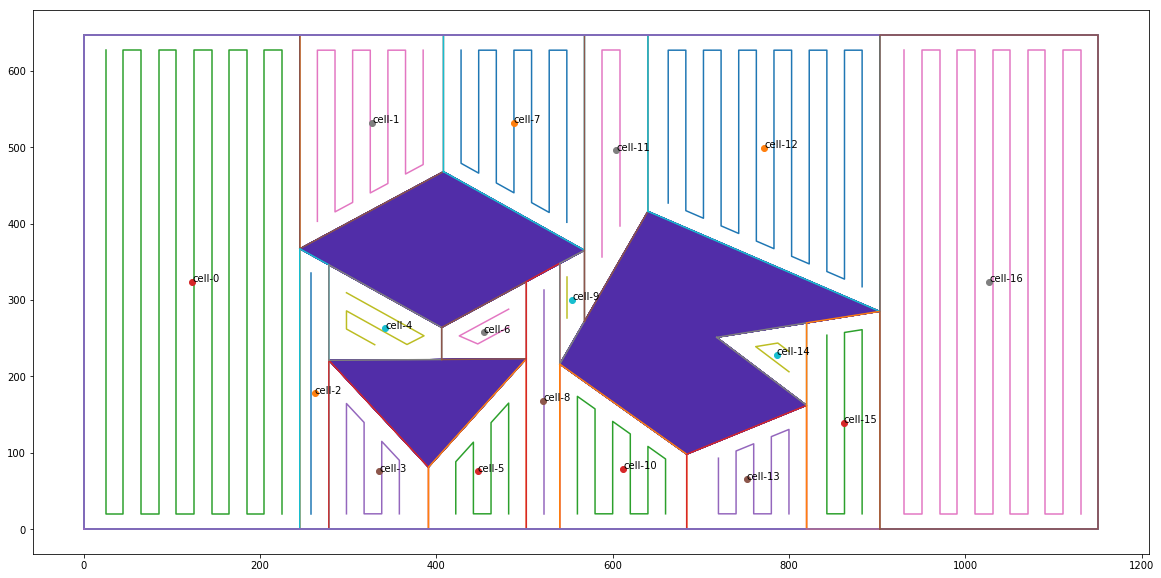 600
500
400
300
200
100
0
cell-1
cell-7
cell-12
cell-11
cell-0
cell-16
cell-9
cell-4
cell-6
cell-14
cell-2
cell-8
cell-15
cell-3
cell-5
cell-10
cell-13
0
200
400
600
800
1000
1200